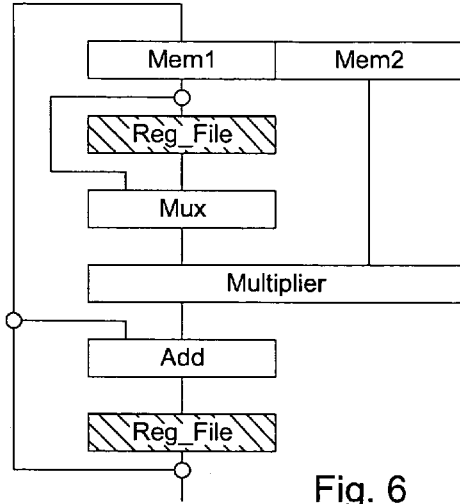 Mem1 Mem2
Reg_File
Mux
Multiplier
Add
Reg_File
Fig. 6